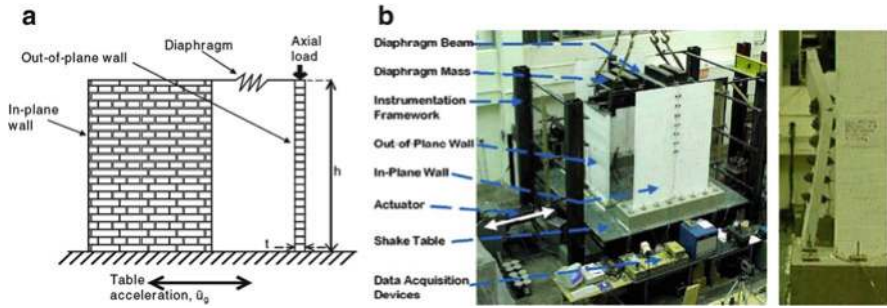 a
Out-of-plane wall
Diaphragm
Axial
load
In-plane
wall
h
t
Table
acceleration, ü_g
b
Diaphragm Beam
Diaphragm Mass
Instrumentation
Framework
Out of Plane Wall
In-Plane Wall
Actuator
Shake Table
Data Acquisition
Devices